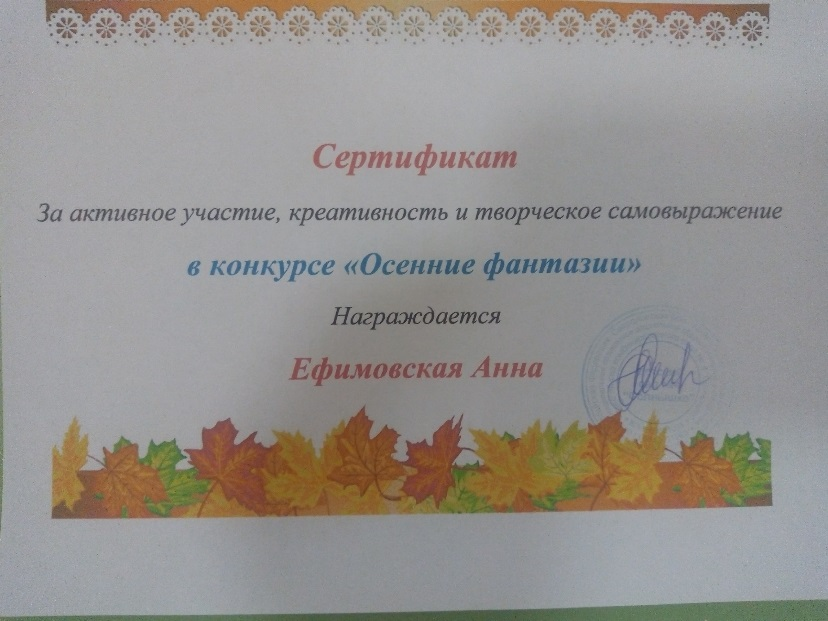 Сертификат
За активное участие, креативность и творческое самовыражение
в конкурсе «Осенние фантазии»
Награждается
Ефимовская Анна